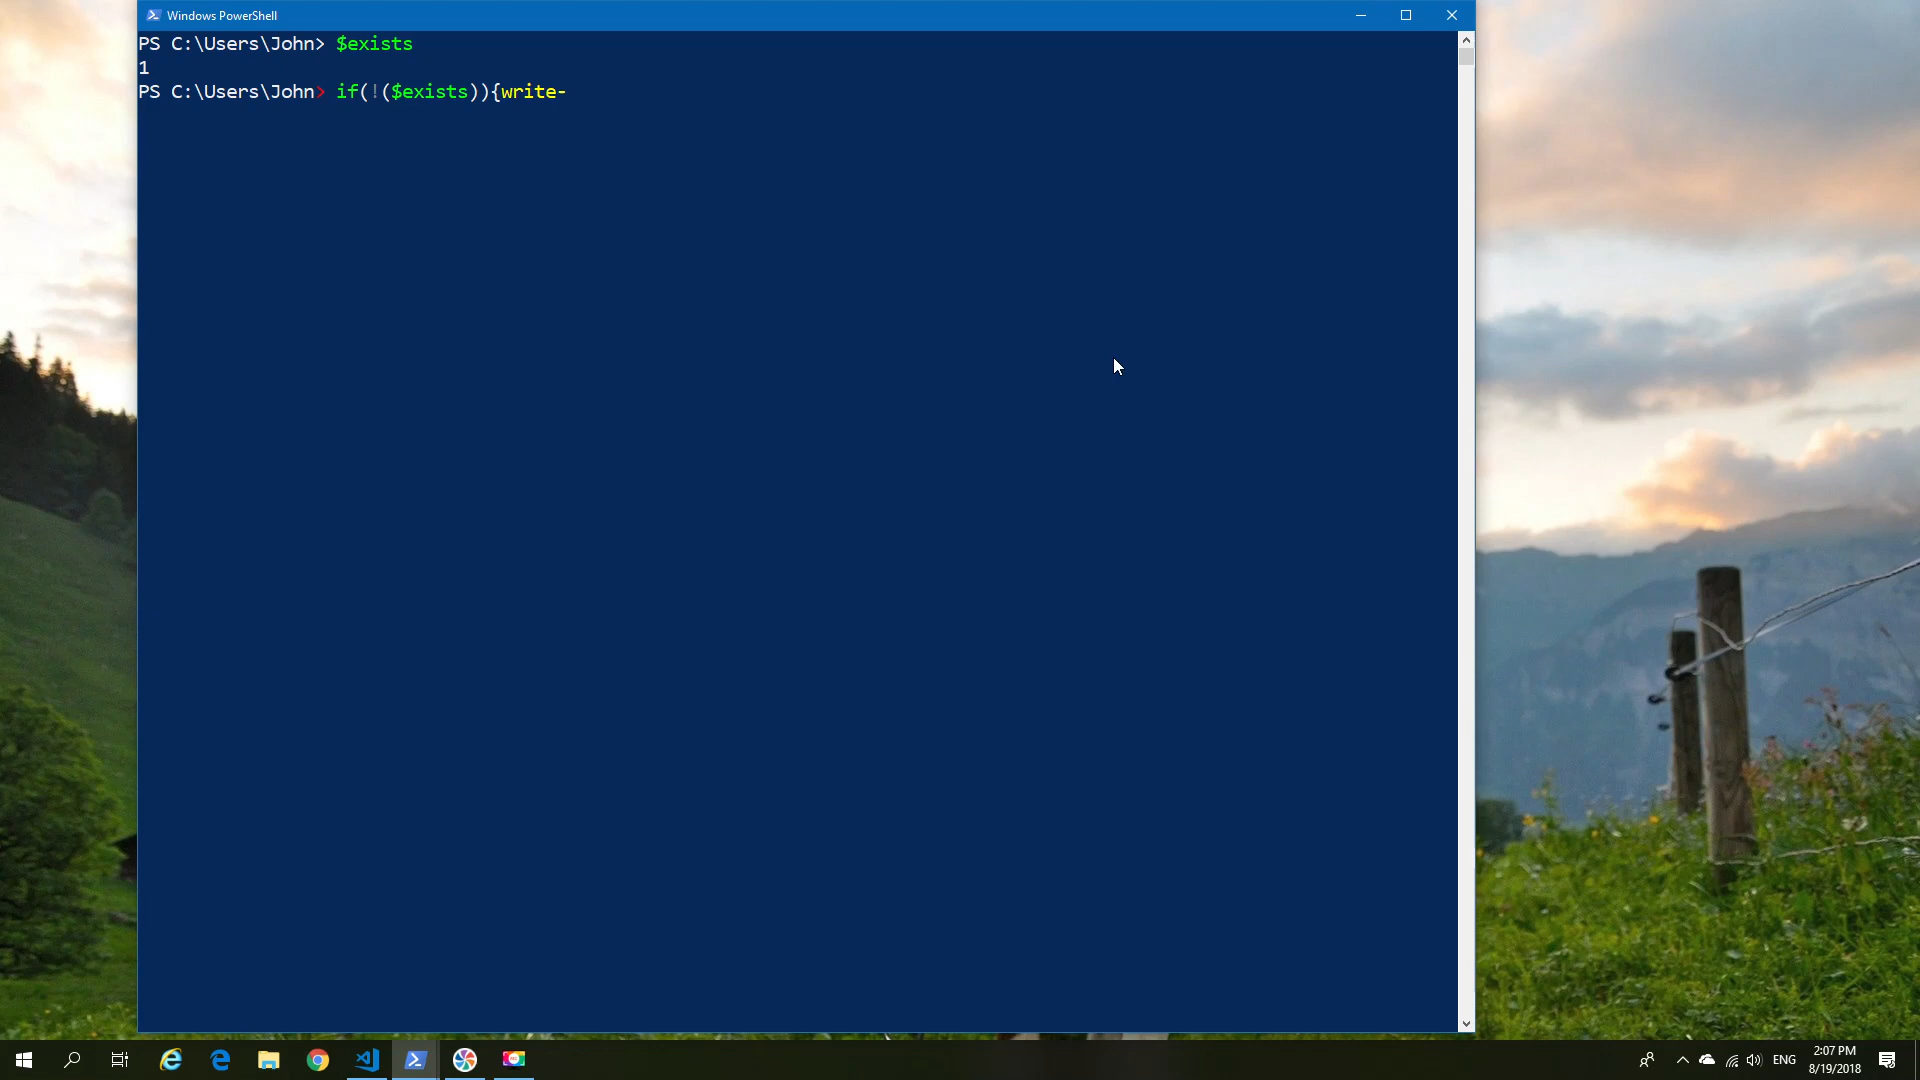 Windows PowerShell
PS C:\Users\John> $exists
1
PS C:\Users\John> if(!($exists)){write-
ENG
2:07 PM
8/19/2018